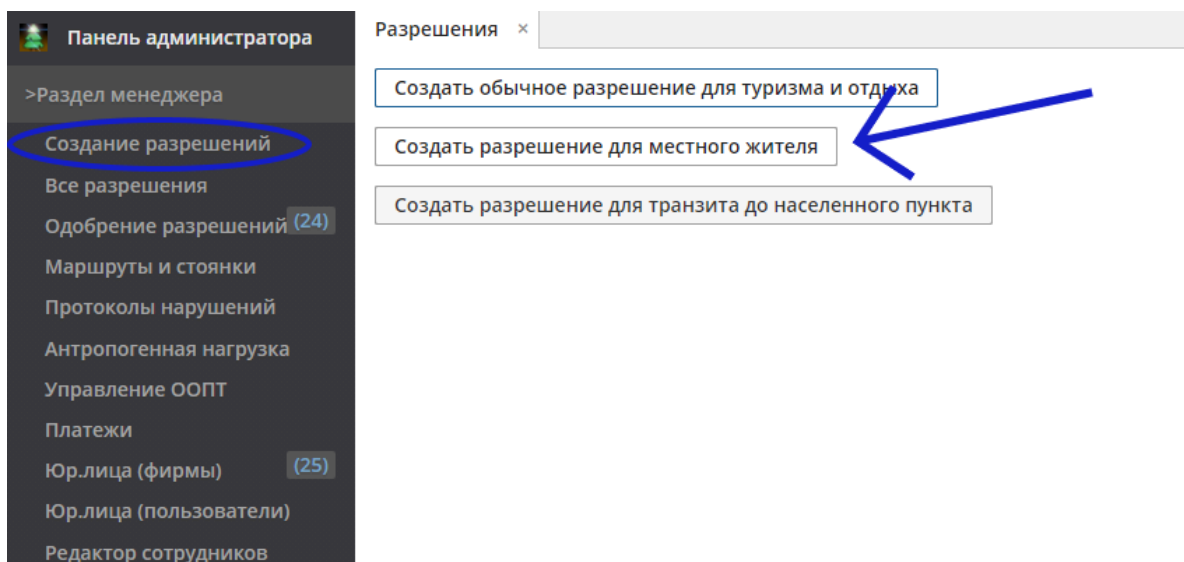 Панель администратора
>Раздел менеджера
Создание разрешений
Все разрешения
Одобрение разрешений (24)
Маршруты и стоянки
Протоколы нарушений
Антропогенная нагрузка
Управление ООПТ
Платежи
Юр.лица (фирмы) (25)
Юр.лица (пользователи)
Редактор сотрудников
Разрешения ×
Создать обычное разрешение для туризма и отдыха
Создать разрешение для местного жителя
Создать разрешение для транзита до населенного пункта